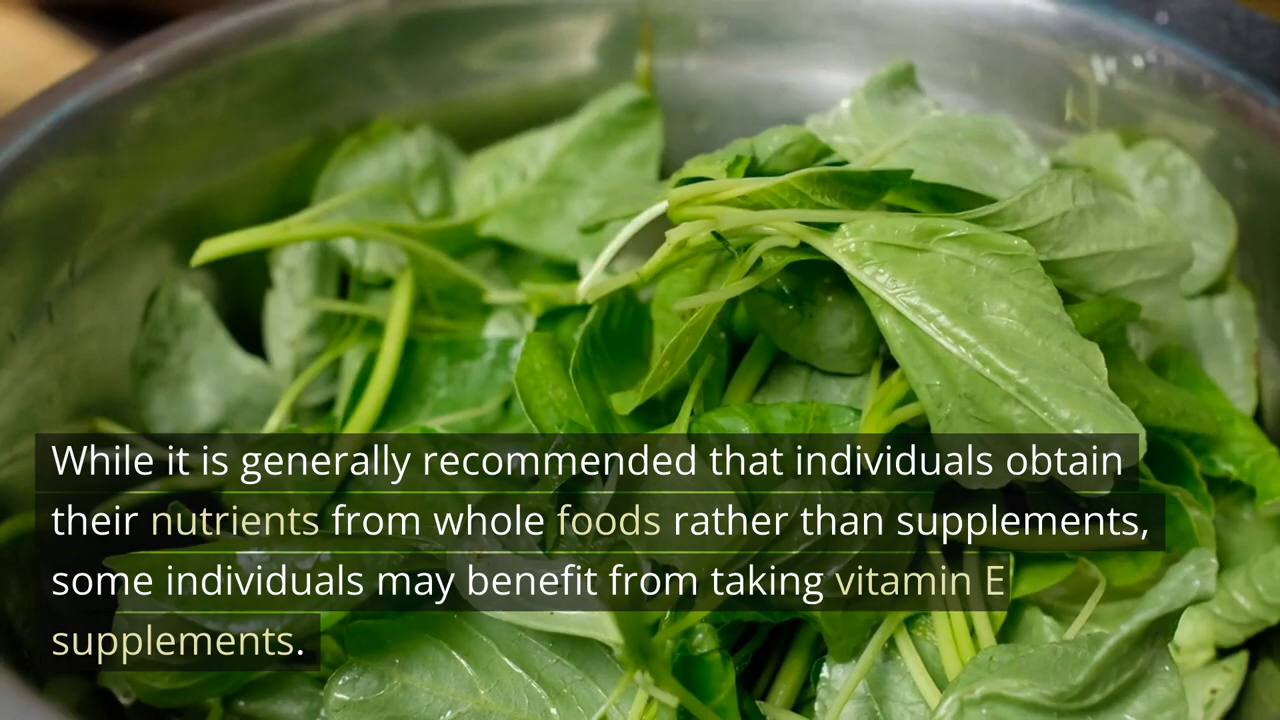 While it is generally recommended that individuals obtain
their nutrients from whole foods rather than supplements,
some individuals may benefit from taking vitamin E
supplements.